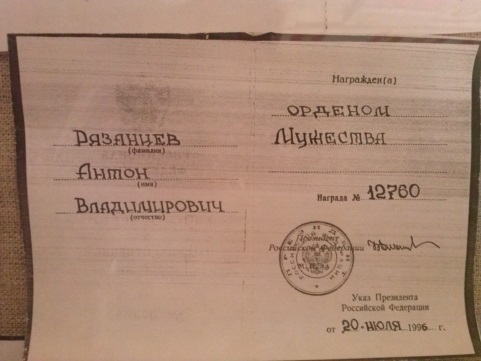 Рязанцев
(фамилия)
Антон
(имя)
Владимирович
(отчество)
Награжден(а)
орденом
Мужества
Награда № 12760
Президент
Российской Федерации
Указ Президента
Российской Федерации
от 20 июля 1996 г.